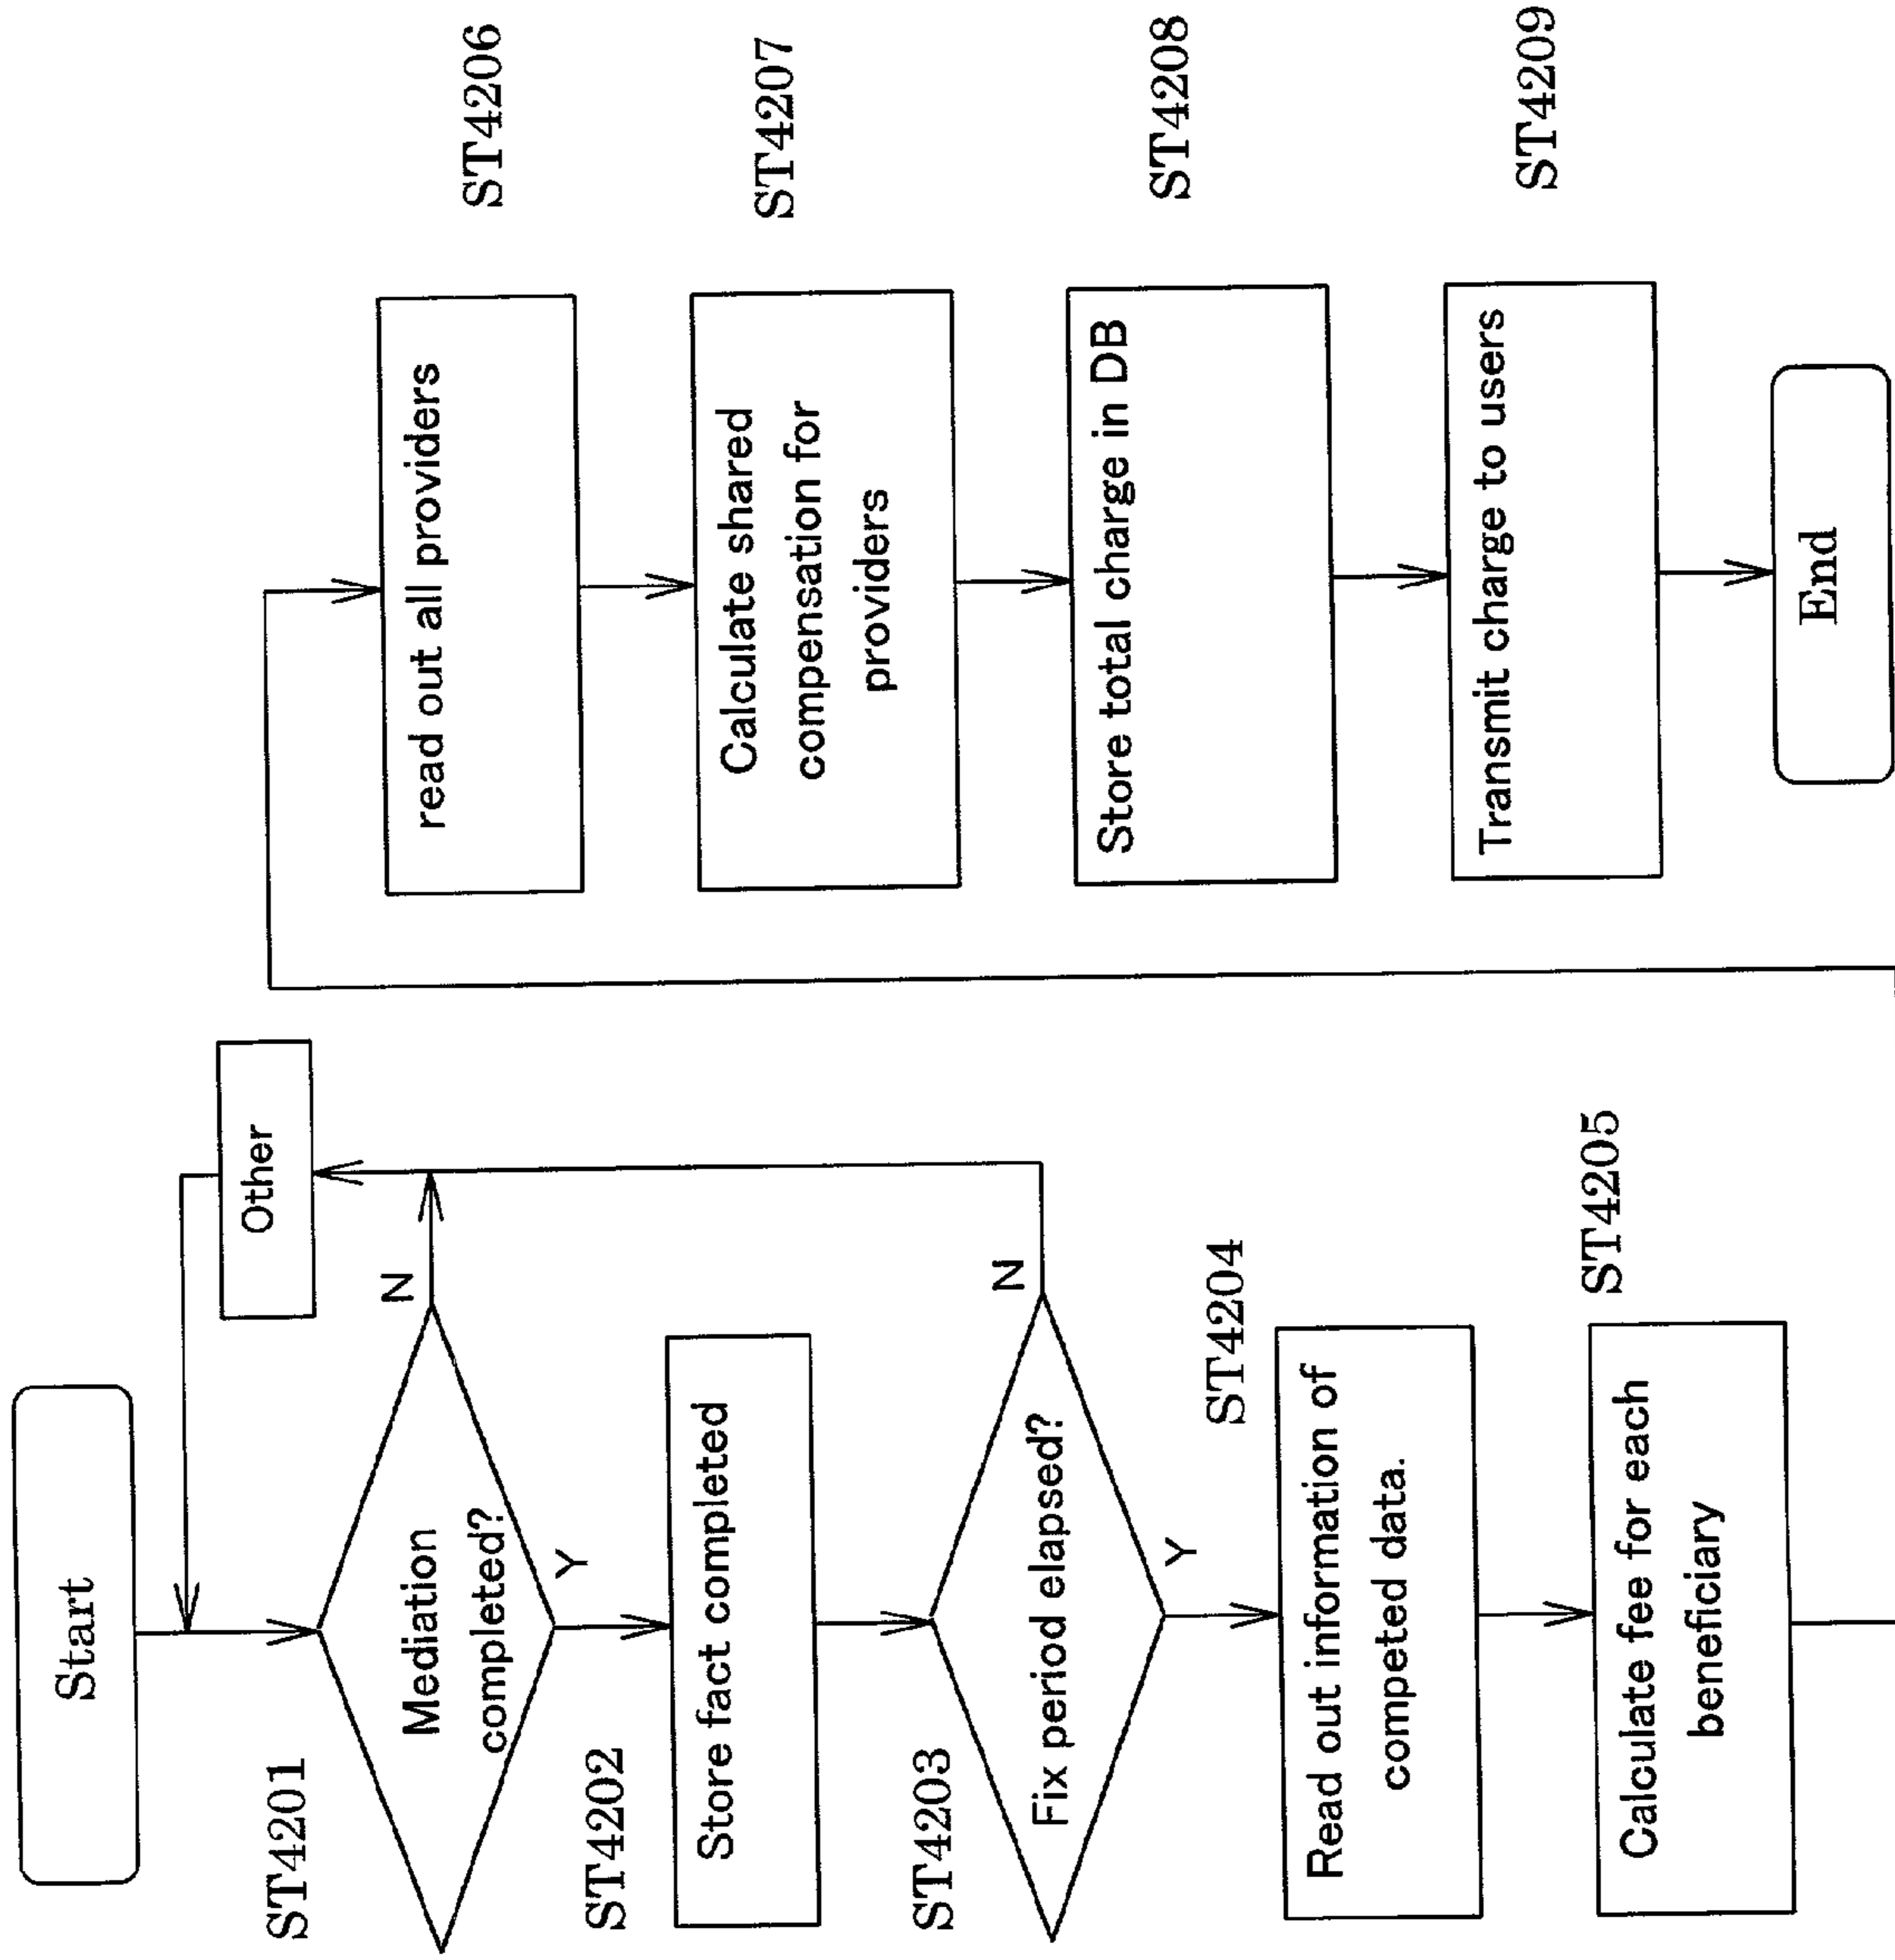 Start
Other
ST4201
Mediation
completed?
N
Y
ST4202
Store fact completed
ST4203
Fix period elapsed?
N
Y
ST4204
Read out information of
competed data.
ST4205
Calculate fee for each
beneficiary
ST4206
read out all providers
ST4207
Calculate shared
compensation for
providers
ST4208
Store total charge in DB
ST4209
Transmit charge to users
End